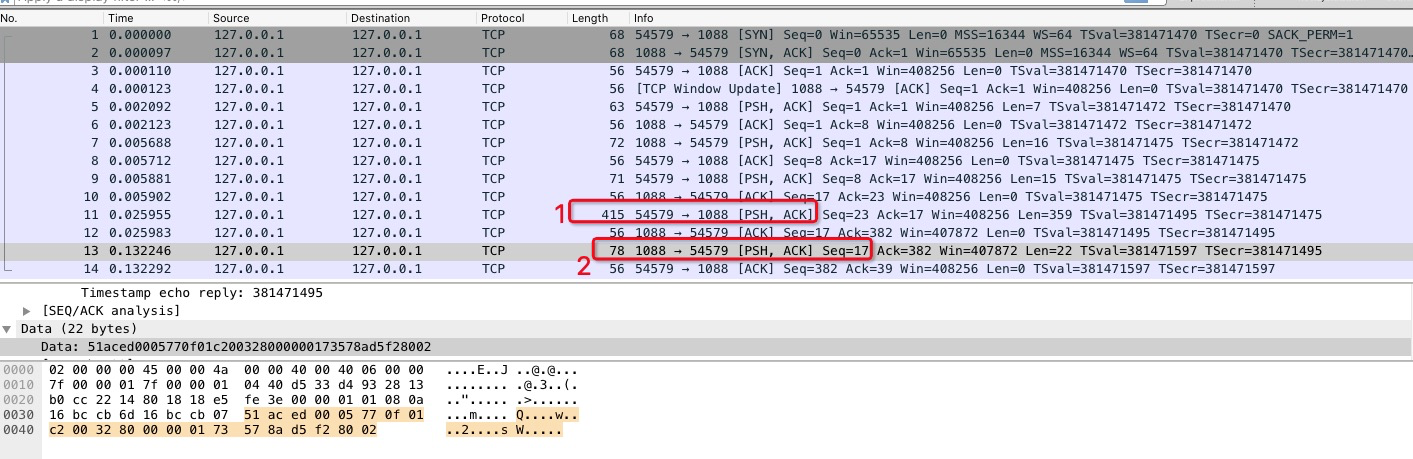 No. Time Source Destination Protocol Length Info
1 0.000000 127.0.0.1 127.0.0.1 TCP 68 54579 → 1088 [SYN] Seq=0 Win=65535 Len=0 MSS=16344 WS=64 TSval=381471470 TSecr=0 SACK_PERM=1
2 0.000097 127.0.0.1 127.0.0.1 TCP 68 1088 → 54579 [SYN, ACK] Seq=0 Ack=1 Win=65535 Len=0 MSS=16344 WS=64 TSval=381471470 TSecr=381471470…
3 0.000110 127.0.0.1 127.0.0.1 TCP 56 54579 → 1088 [ACK] Seq=1 Ack=1 Win=408256 Len=0 TSval=381471470 TSecr=381471470
4 0.000123 127.0.0.1 127.0.0.1 TCP 56 [TCP Window Update] 1088 → 54579 [ACK] Seq=1 Ack=1 Win=408256 Len=0 TSval=381471470 TSecr=381471470
5 0.002092 127.0.0.1 127.0.0.1 TCP 63 54579 → 1088 [PSH, ACK] Seq=1 Ack=1 Win=408256 Len=7 TSval=381471472 TSecr=381471470
6 0.002123 127.0.0.1 127.0.0.1 TCP 56 1088 → 54579 [ACK] Seq=1 Ack=8 Win=408256 Len=0 TSval=381471472 TSecr=381471472
7 0.005688 127.0.0.1 127.0.0.1 TCP 72 1088 → 54579 [PSH, ACK] Seq=1 Ack=8 Win=408256 Len=16 TSval=381471475 TSecr=381471472
8 0.005712 127.0.0.1 127.0.0.1 TCP 56 54579 → 1088 [ACK] Seq=8 Ack=17 Win=408256 Len=0 TSval=381471475 TSecr=381471475
9 0.005881 127.0.0.1 127.0.0.1 TCP 71 54579 → 1088 [PSH, ACK] Seq=8 Ack=17 Win=408256 Len=15 TSval=381471475 TSecr=381471475
10 0.005902 127.0.0.1 127.0.0.1 TCP 56 1088 → 54579 [ACK] Seq=17 Ack=23 Win=408256 Len=0 TSval=381471475 TSecr=381471475
11 0.025955 127.0.0.1 127.0.0.1 TCP 1 415 54579 → 1088 [PSH, ACK] Seq=23 Ack=17 Win=408256 Len=359 TSval=381471495 TSecr=381471475
12 0.025983 127.0.0.1 127.0.0.1 TCP 56 1088 → 54579 [ACK] Seq=17 Ack=382 Win=407872 Len=0 TSval=381471495 TSecr=381471495
13 0.132246 127.0.0.1 127.0.0.1 TCP 2 78 1088 → 54579 [PSH, ACK] Seq=17 Ack=382 Win=407872 Len=22 TSval=381471597 TSecr=381471495
14 0.132292 127.0.0.1 127.0.0.1 TCP 56 54579 → 1088 [ACK] Seq=382 Ack=39 Win=408256 Len=0 TSval=381471597 TSecr=381471597
Timestamp echo reply: 381471495
[SEQ/ACK analysis]
Data (22 bytes)
Data: 51aced0005770f01c200328000000173578ad5f28002
0000 02 00 00 00 45 00 00 4a 00 00 40 00 40 06 00 00 ....E..J ..@.@...
0010 7f 00 00 01 7f 00 00 01 04 40 d5 33 d4 93 28 13 ........ .@.3..(.
0020 b0 cc 22 14 80 18 18 e5 fe 3e 00 00 01 01 08 0a ..".....  .>......
0030 16 bc cb 6d 16 bc cb 07 51 ac ed 00 05 77 0f 01 ...m.... Q....w..
0040 c2 00 32 80 00 00 01 73 57 8a d5 f2 80 02 ..2....s W.....